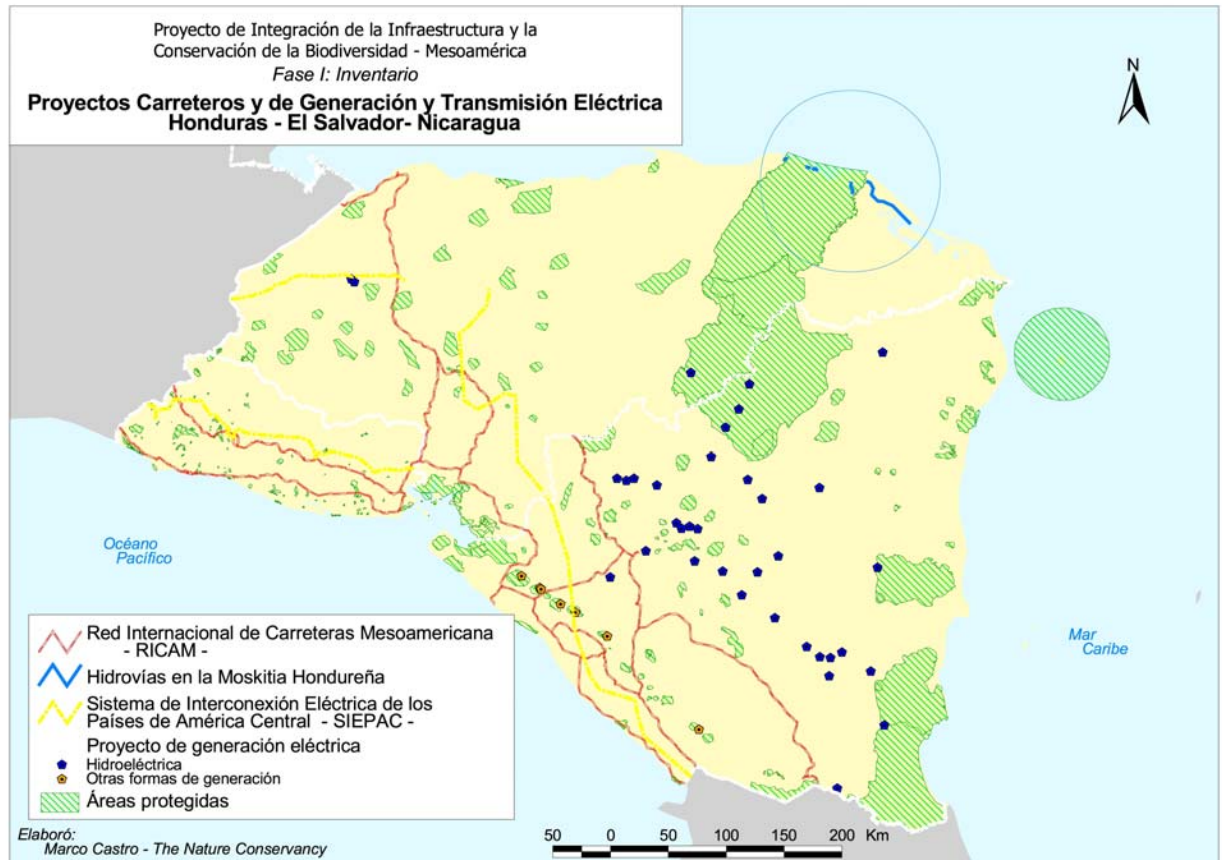 Proyecto de Integración de la Infraestructura y la
Conservación de la Biodiversidad - Mesoamérica
Fase I: Inventario
Proyectos Carreteros y de Generación y Transmisión Eléctrica
Honduras - El Salvador- Nicaragua
N
Océano
Pacífico
Mar
Caribe
Red Internacional de Carreteras Mesoamericana
- RICAM -
Hidrovías en la Moskitia Hondureña
Sistema de Interconexión Eléctrica de los
Países de América Central - SIEPAC -
Proyecto de generación eléctrica
Hidroeléctrica
Otras formas de generación
Áreas protegidas
Elaboró:
Marco Castro - The Nature Conservancy
50 0 50 100 150 200 Km